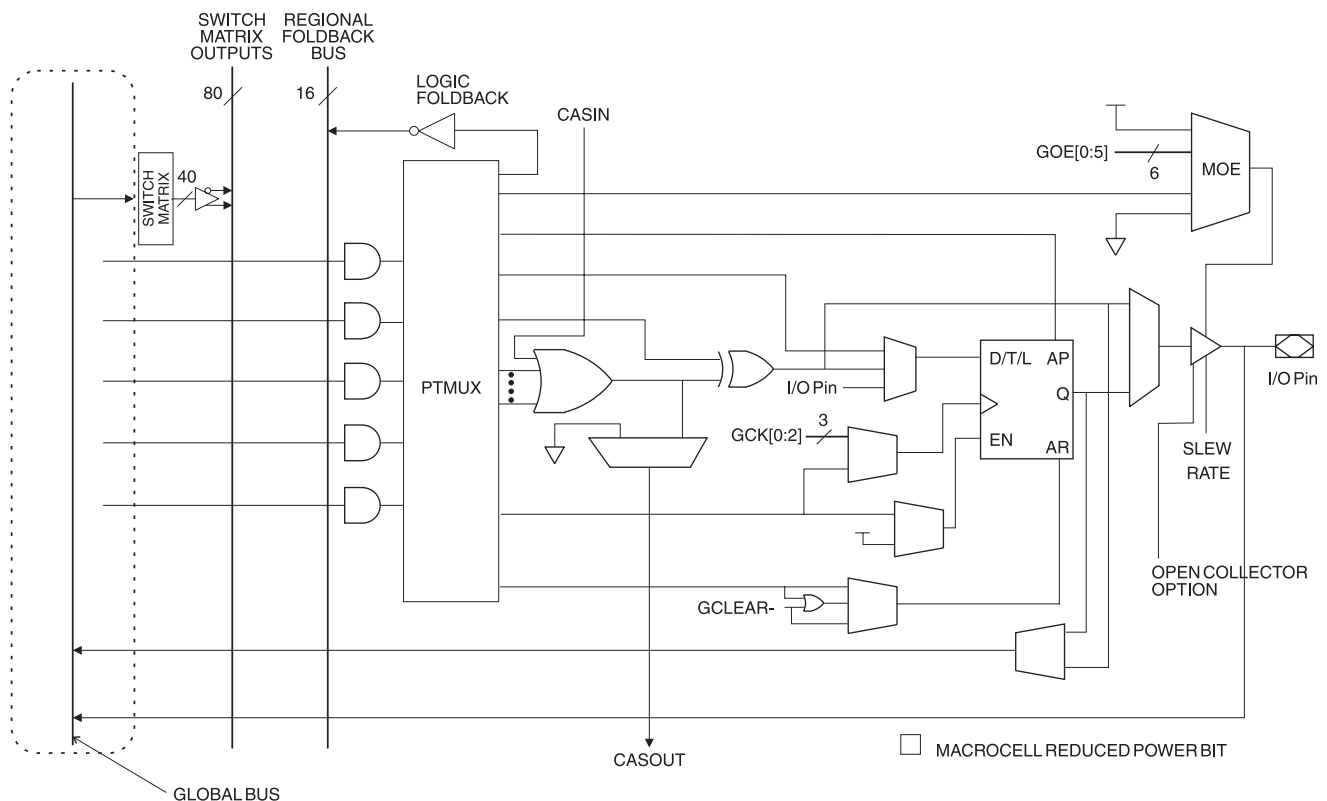 SWITCH
MATRIX
OUTPUTS
REGIONAL
FOLDBACK
BUS
80
16
LOGIC
FOLDBACK
CASIN
GOE[0:5]
6
MOE
SWITCH
MATRIX
40
PTMUX
D/T/L
AP
Q
EN
AR
I/O Pin
I/O Pin
GCK[0:2]
3
SLEW
RATE
OPEN COLLECTOR
OPTION
GCLEAR-
CASOUT
MACROCELL REDUCED POWER BIT
GLOBAL BUS